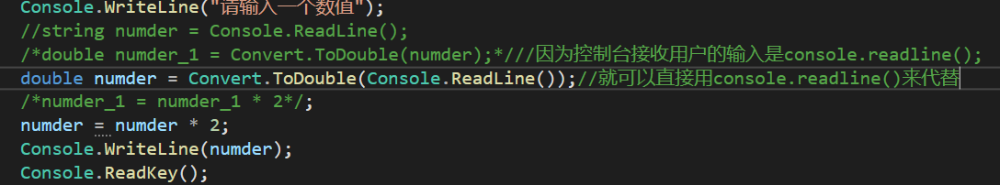 Console.WriteLine("请输入一个数值");
//string numder = Console.ReadLine();
/*double numder_1 = Convert.ToDouble(numder);*///因为控制台接收用户的输入是console.readline();
double numder = Convert.ToDouble(Console.ReadLine());//就可以直接用console.readline()来代替
/*numder_1 = numder_1 * 2*/;
numder = numder * 2;
Console.WriteLine(numder);
Console.ReadKey();